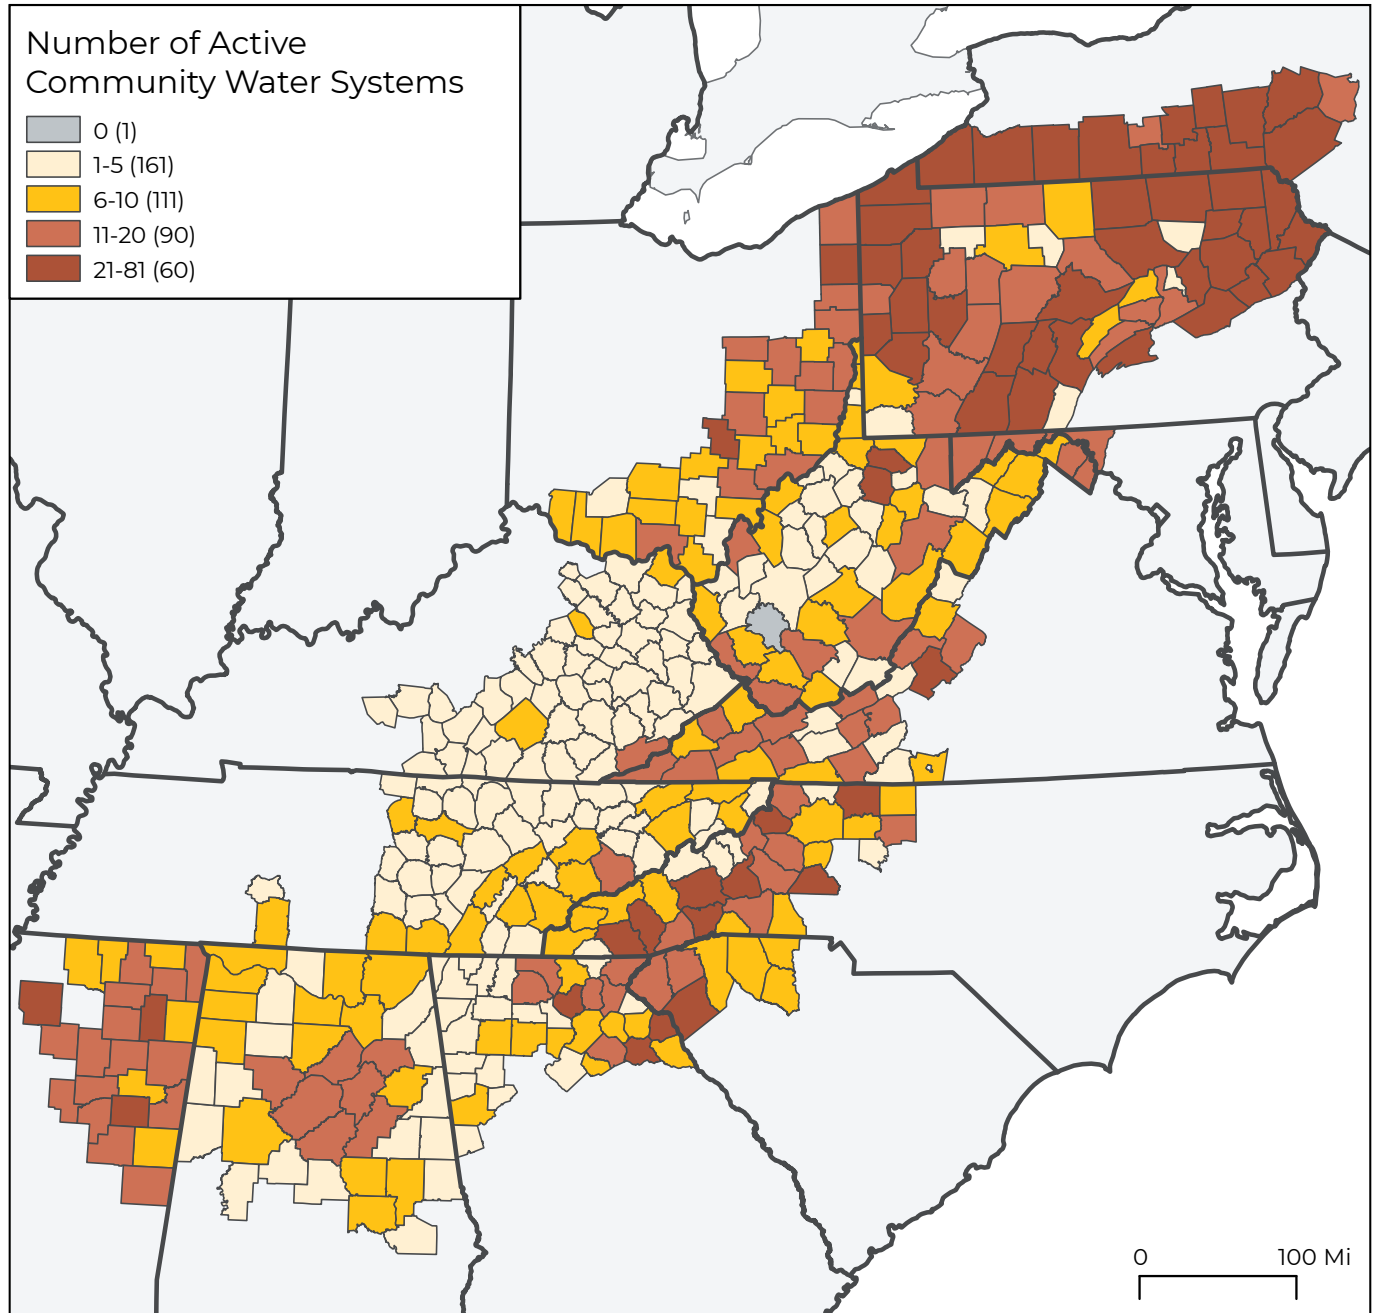 Number of Active
Community Water Systems
0 (1)
1-5 (161)
6-10 (111)
11-20 (90)
21-81 (60)
0 100 Mi